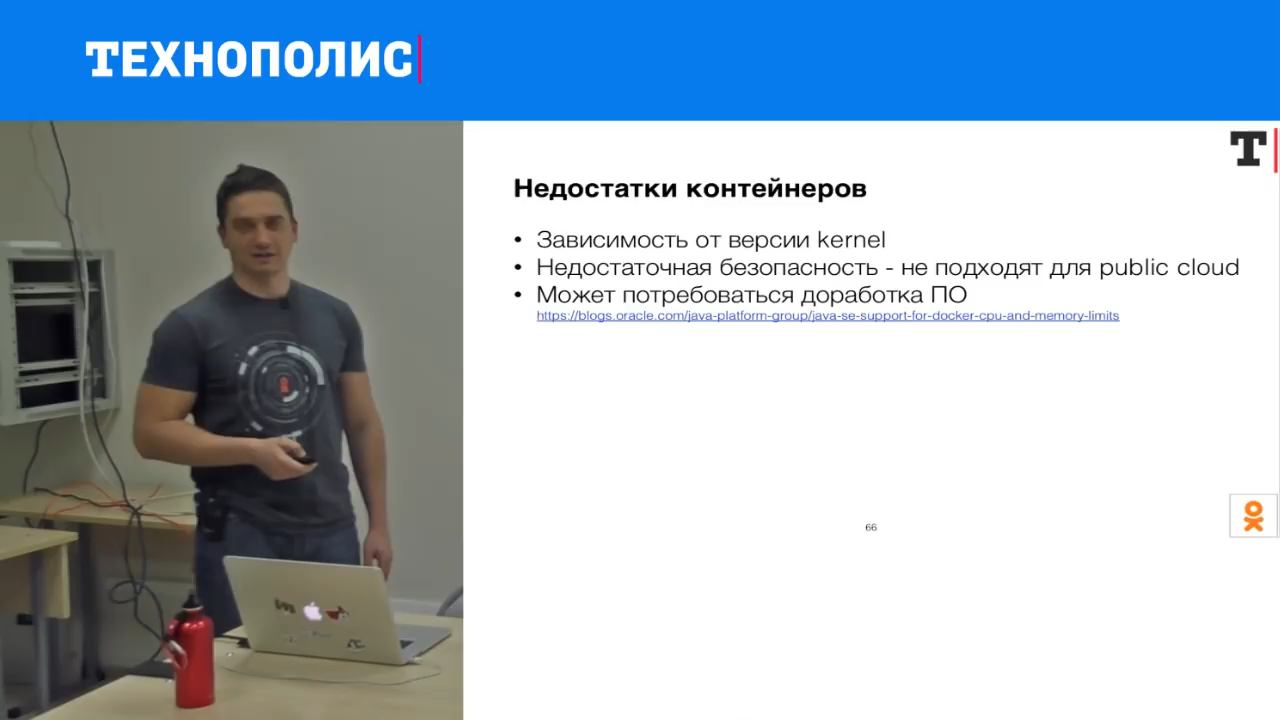 ТЕХНОПОЛИС
Т
Недостатки контейнеров
• Зависимость от версии kernel
• Недостаточная безопасность - не подходят для public cloud
• Может потребоваться доработка ПО
https://blogs.oracle.com/java-platform-group/java-se-support-for-docker-cpu-and-memory-limits
66